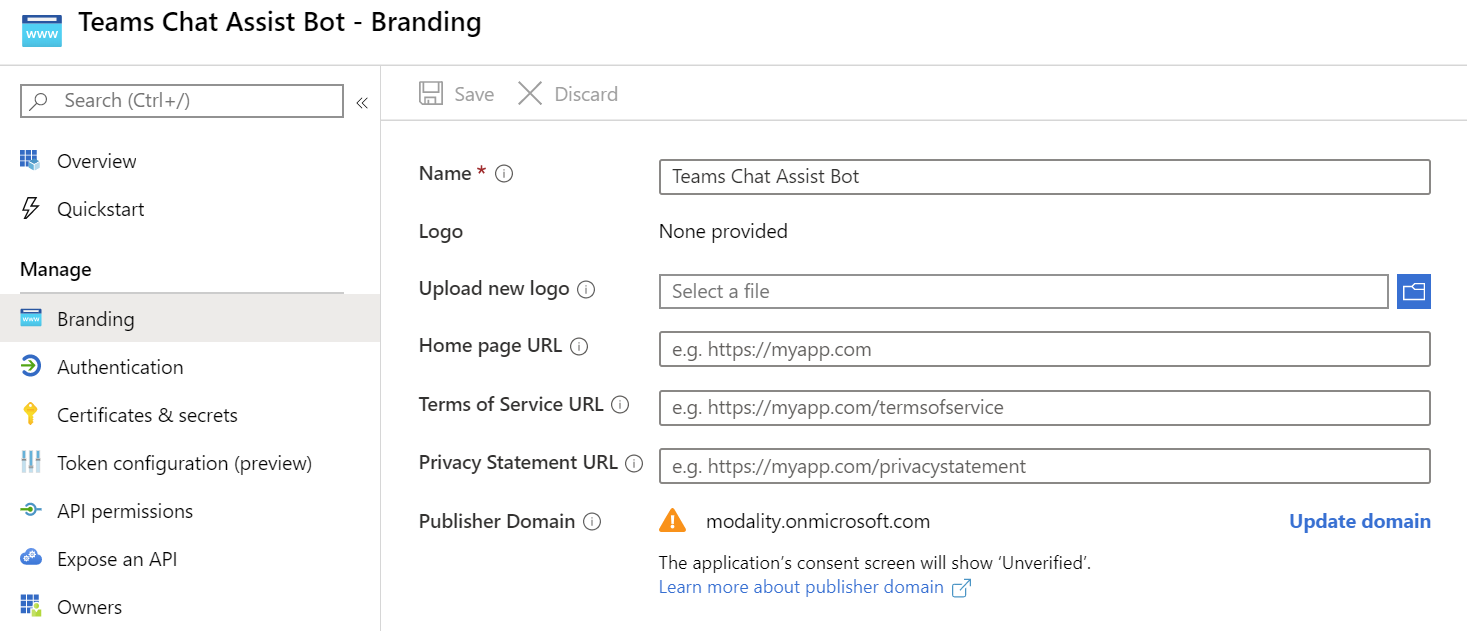 www
Teams Chat Assist Bot - Branding
Search (Ctrl+/)
«
Overview
Quickstart
Manage
www
Branding
Authentication
Certificates & secrets
Token configuration (preview)
API permissions
Expose an API
Owners
Save
Discard
Name *
Teams Chat Assist Bot
Logo
None provided
Upload new logo
Select a file
Home page URL
e.g. https://myapp.com
Terms of Service URL
e.g. https://myapp.com/termsofservice
Privacy Statement URL
e.g. https://myapp.com/privacystatement
Publisher Domain
modality.onmicrosoft.com
Update domain
The application’s consent screen will show ‘Unverified’.
Learn more about publisher domain